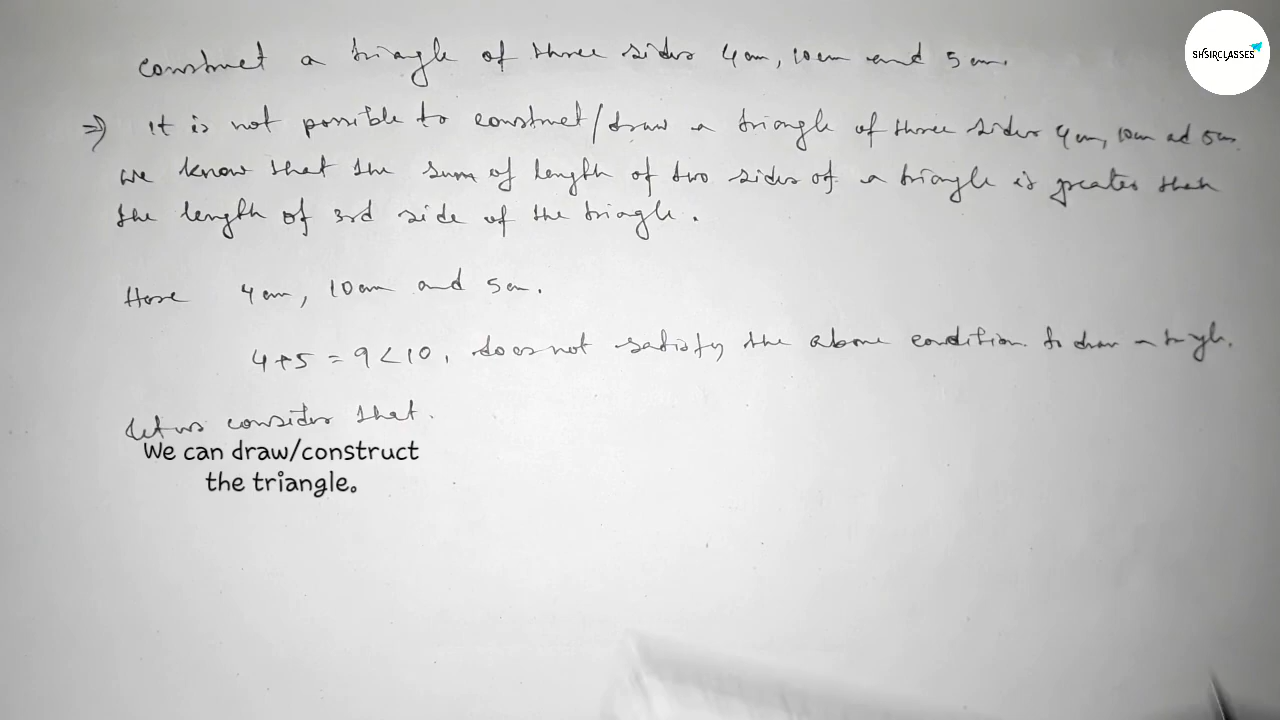 SHSIRCLASSES
construct a triangle of three sides 4cm, 10cm and 5cm.
⇒ It is not possible to construct/draw a triangle of three sides 4cm, 10cm ad 5cm
we know that the sum of length of two sides of a triangle is greater than
the length of 3rd side of the triagle.
Here 4cm, 10cm and 5cm.
4+5 = 9<10, does not satisfy the above condition to draw a
Let us consider that.
We can draw/construct
the triangle.